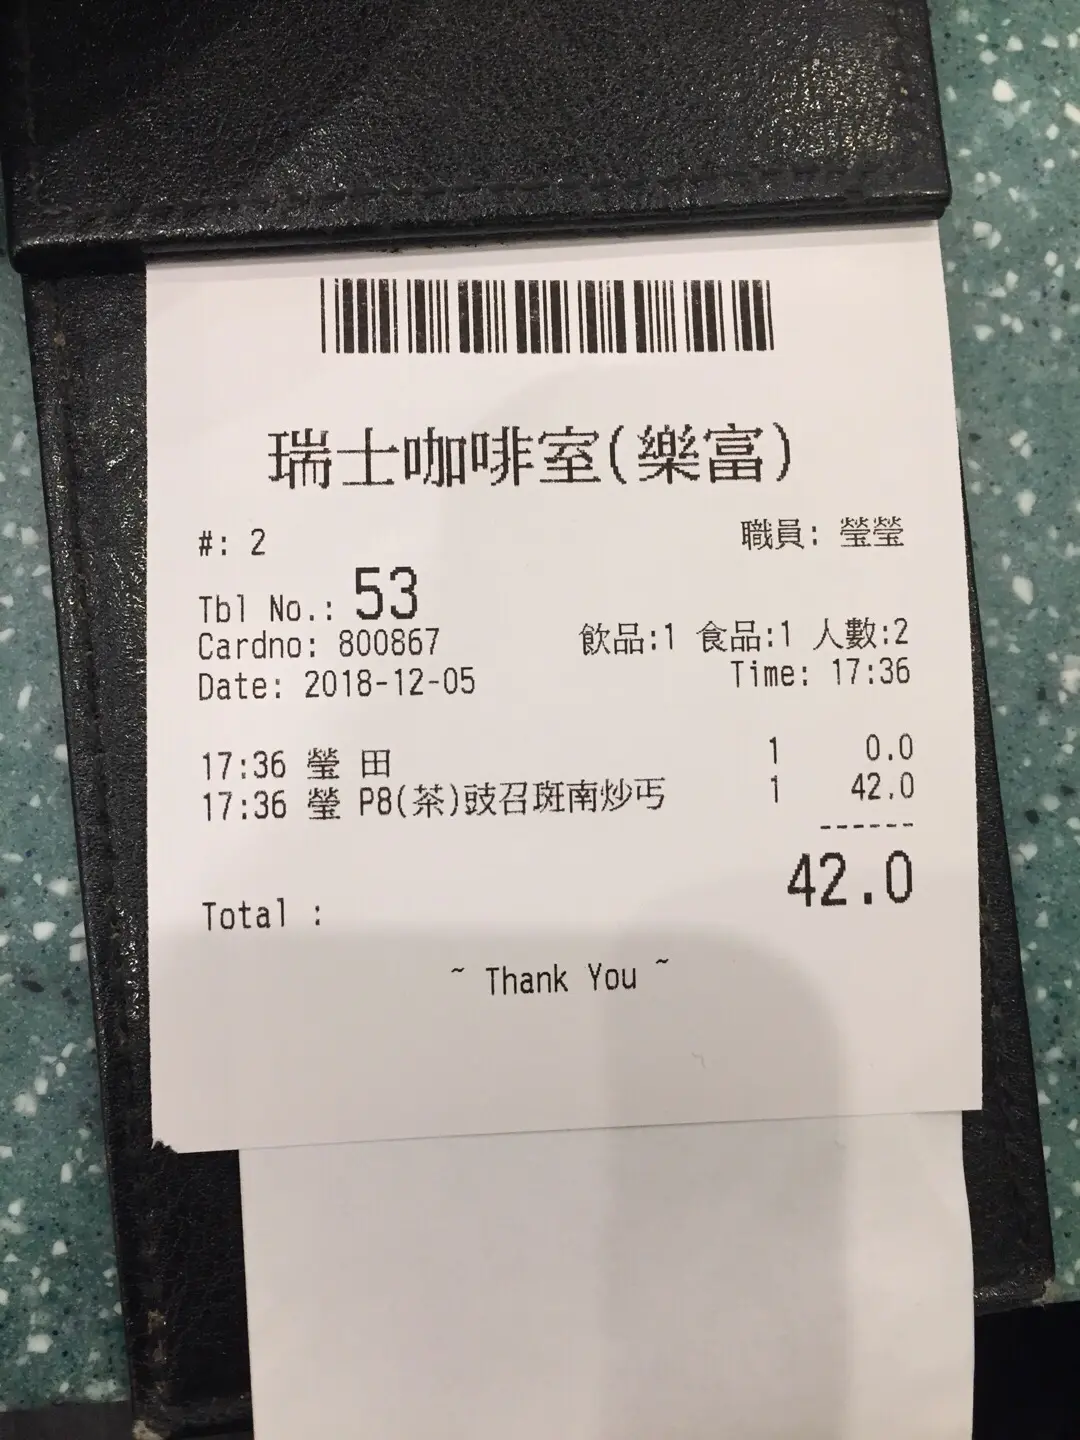 瑞士咖啡室(樂富)
#: 2 職員: 瑩瑩
Tbl No.: 53
Cardno: 800867 飲品:1 食品:1 人數:2
Date: 2018-12-05 Time: 17:36
17:36 瑩 田 1 0.0
17:36 瑩 P8(茶)豉召斑南炒丐 1 42.0
------
Total : 42.0
~ Thank You ~